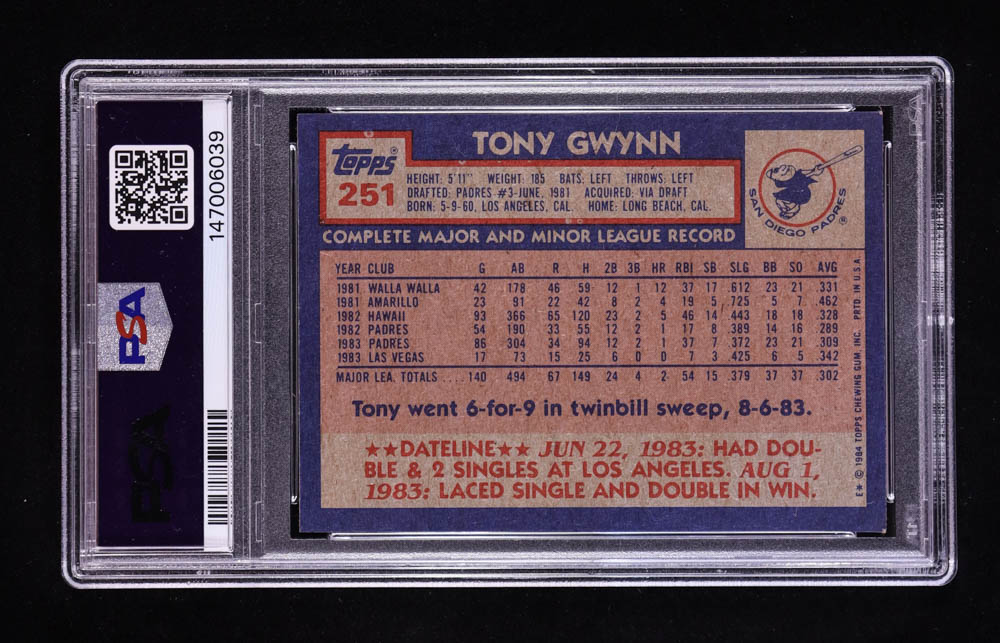 147006039
PSA
PSA
TOPPS®
251
TONY GWYNN
HEIGHT: 5'11" WEIGHT: 185 BATS: LEFT THROWS: LEFT
DRAFTED: PADRES #3-JUNE, 1981 ACQUIRED: VIA DRAFT
BORN: 5-9-60, LOS ANGELES, CAL. HOME: LONG BEACH, CAL.
SAN DIEGO PADRES®
COMPLETE MAJOR AND MINOR LEAGUE RECORD
YEAR CLUB G AB R H 2B 3B HR RBI SB SLG BB SO AVG
1981 WALLA WALLA 42 178 46 59 12 1 12 37 17 .612 23 21 .331
1981 AMARILLO 23 91 22 42 8 2 4 19 5 .725 5 7 .462
1982 HAWAII 93 366 65 120 23 2 5 46 14 .443 18 18 .328
1982 PADRES 54 190 33 55 12 2 1 17 8 .389 14 16 .289
1983 PADRES 86 304 34 94 12 2 1 37 7 .372 23 21 .309
1983 LAS VEGAS 17 73 15 25 6 0 0 7 3 .425 6 5 .342
MAJOR LEA. TOTALS .... 140 494 67 149 24 4 2 54 15 .379 37 37 .302
Tony went 6-for-9 in twinbill sweep, 8-6-83.
★★DATELINE★★ JUN 22, 1983: HAD DOU-
BLE & 2 SINGLES AT LOS ANGELES. AUG 1,
1983: LACED SINGLE AND DOUBLE IN WIN.
E* © 1984 TOPPS CHEWING GUM, INC. PRTD. IN U.S.A.